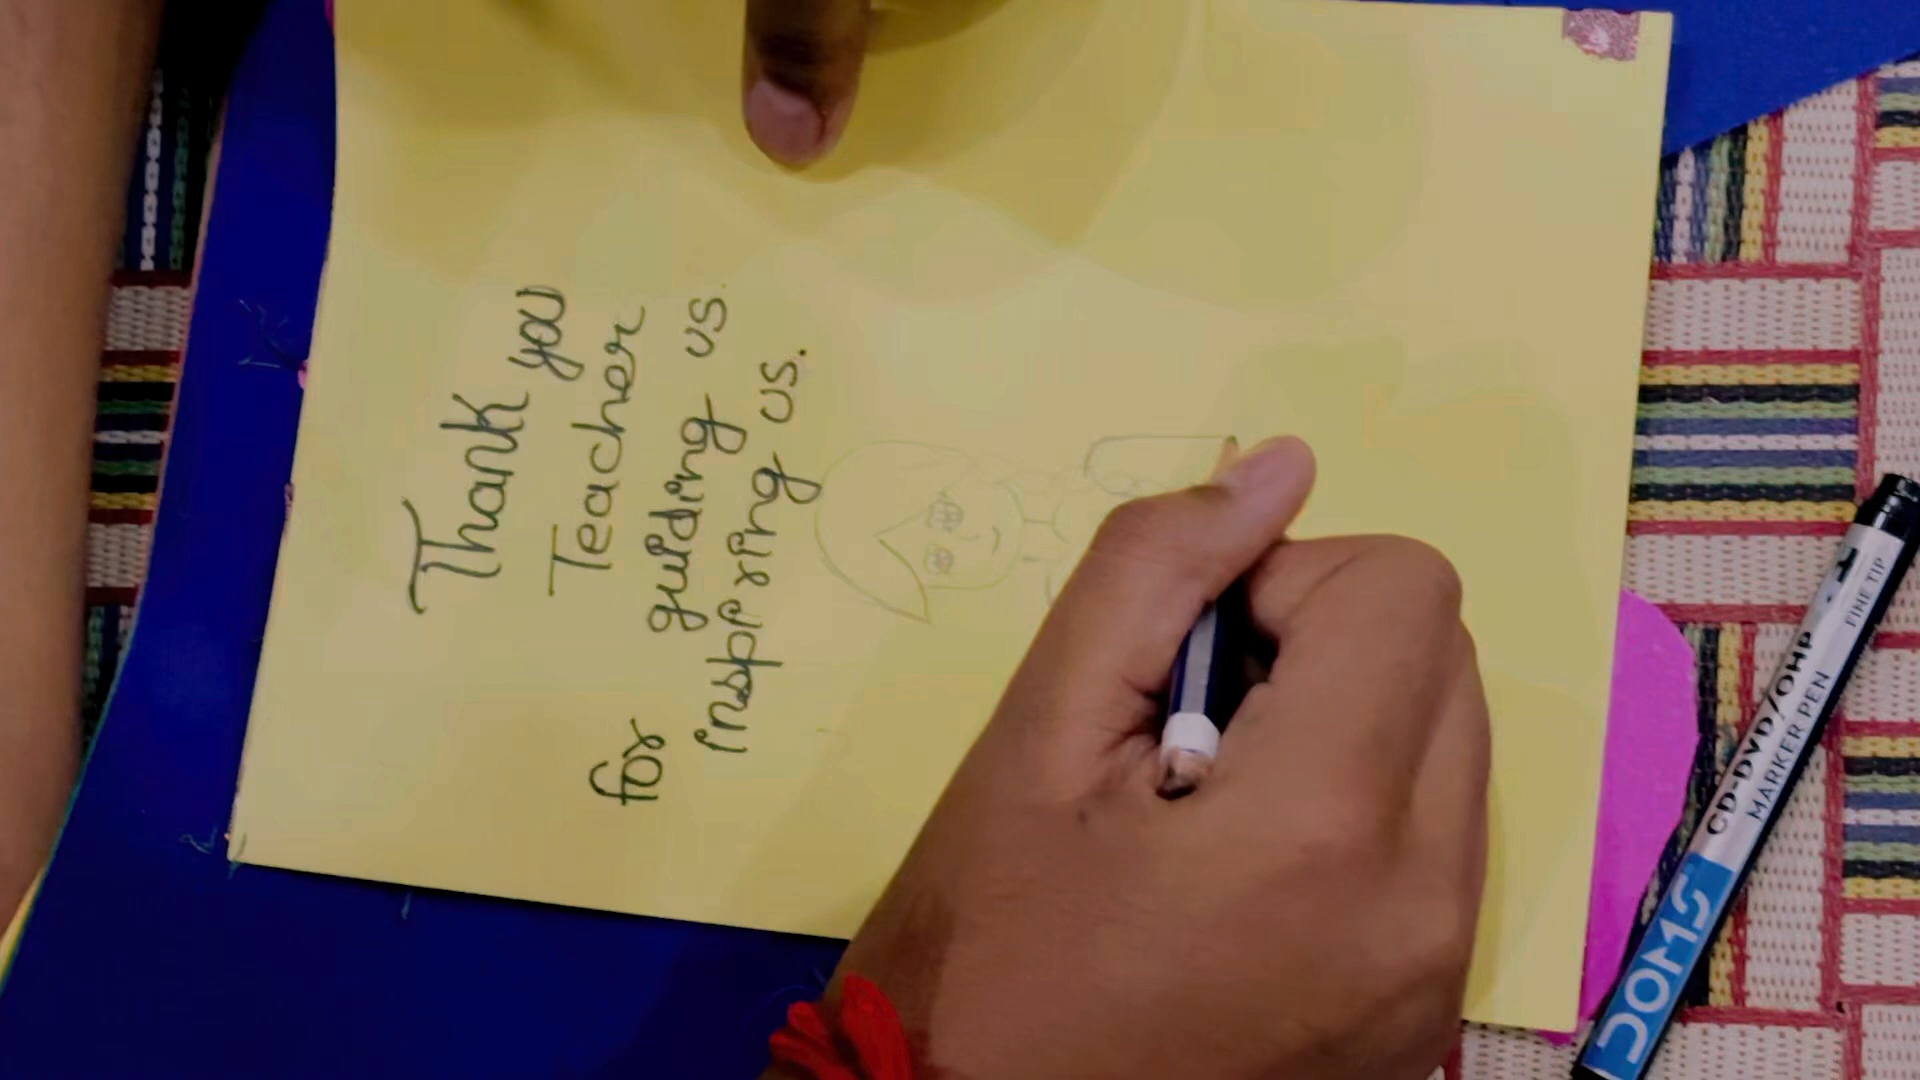 Thank you
Teacher
for guiding us.
inspiring us.
DOMS CD-DVD/OHP
MARKER PEN
FINE TIP